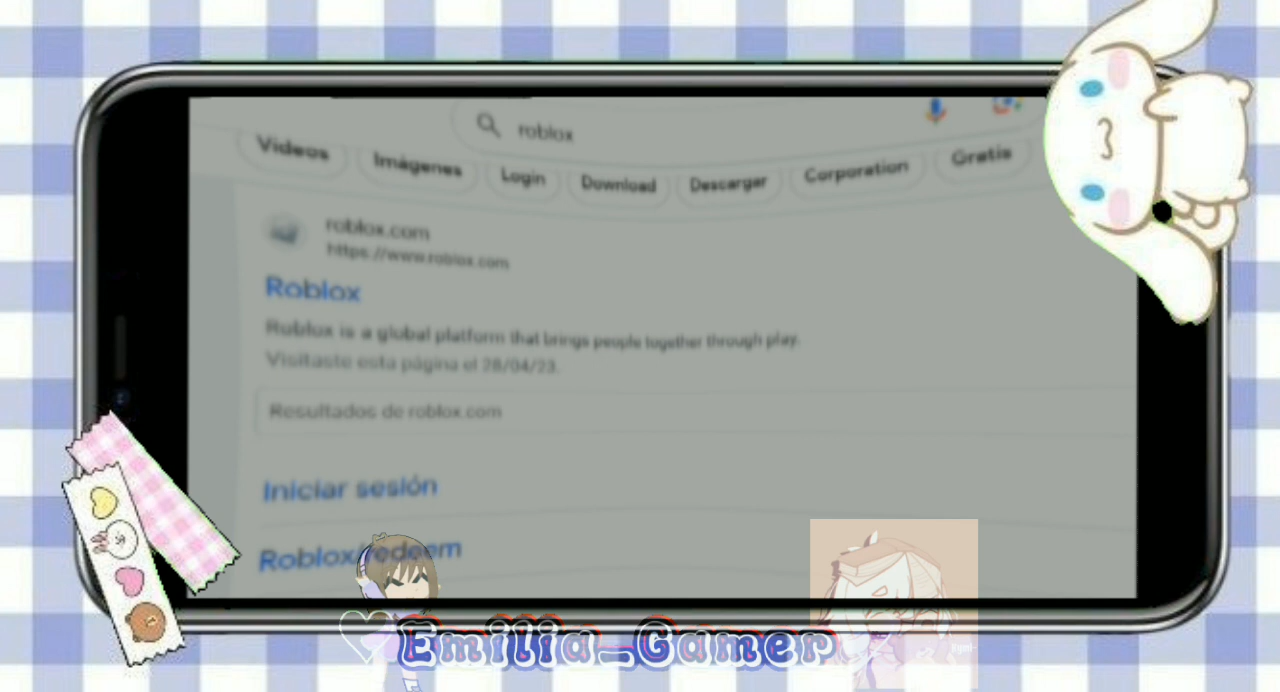 roblox
Videos Imágenes Login Download Descargar Corporation Gratis
roblox.com
https://www.roblox.com
Roblox
Roblox is a global platform that brings people together through play.
Visitaste esta página el 28/04/23.
Resultados de roblox.com
Iniciar sesión
Roblox/redeem
Emilia_Gamer